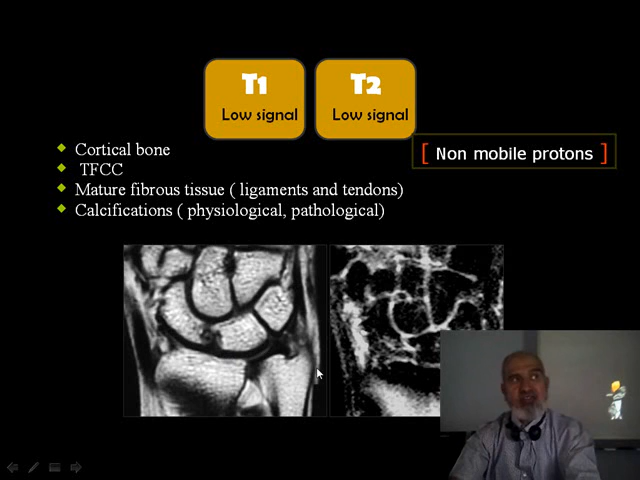 T1 T2
Low signal Low signal
Cortical bone
TFCC
[ Non mobile protons ]
Mature fibrous tissue ( ligaments and tendons)
Calcifications ( physiological, pathological)